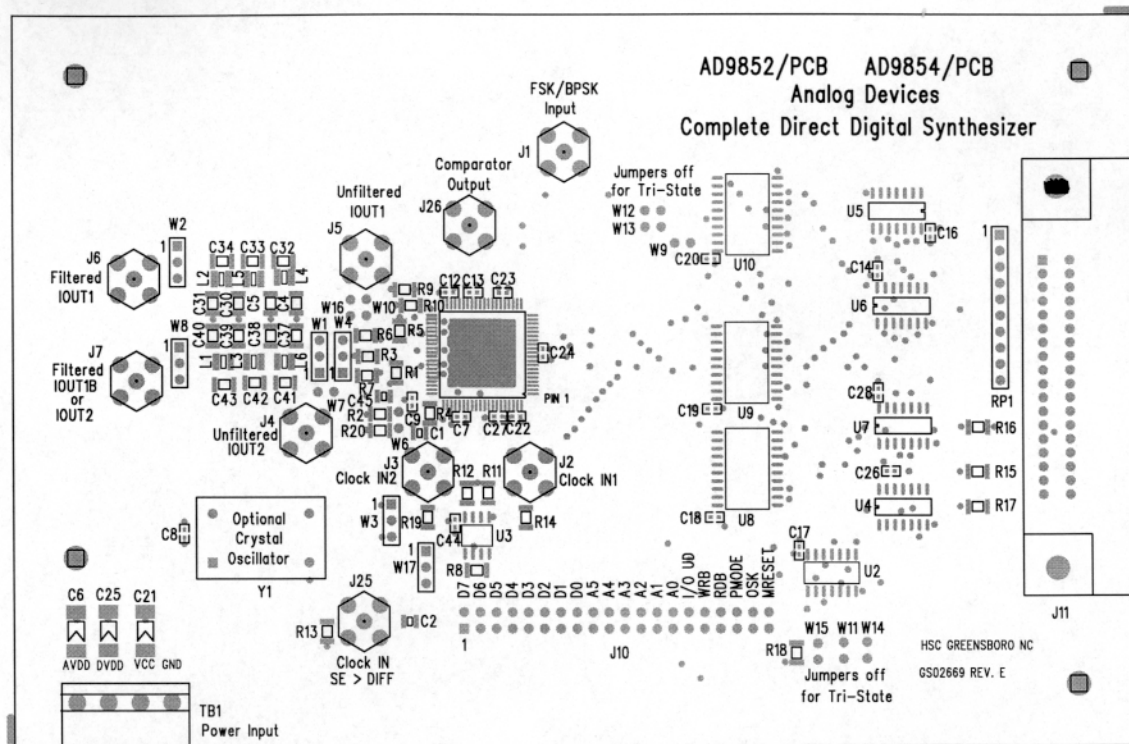 AD9852/PCB AD9854/PCB
Analog Devices
Complete Direct Digital Synthesizer
FSK/BPSK
Input
J1
Comparator
Output
J26
Unfiltered
IOUT1
J5
Jumpers off
for Tri-State
W12
W13
W9
C20
U10
U5
C16
C14
U6
W2
1
J6
Filtered
IOUT1
C34 C33 C32
L2 L5 L4
C31 C30 C5 C4
C40 C39 C38 C37
L1 L3 L6
C43 C42 C41
W8
1
J7
Filtered
IOUT1B
or
IOUT2
W16
W1 W4
W10
R9
R10
C12 C13 C23
R6
R5
R3
R1
C24
PIN 1
1 1
W7
R7
C45
R2
R20
C9
R4
W6
C1
C7 C27 C22
J4
Unfiltered
IOUT2
C19
U9
C28
U7
C26
U4
RP1
1
R16
R15
R17
J3
Clock IN2
R12 R11
J2
Clock IN1
C18
U8
C8
Optional
Crystal
Oscillator
Y1
1
W3
R19
C44
U3
R14
1
W17
R8
C17
U2
J11
C6 C25 C21
AVDD DVDD VCC GND
J25
R13
C2
Clock IN
SE > DIFF
D7 D6 D5 D4 D3 D2 D1 D0 A5 A4 A3 A2 A1 A0 I/O UD WRB RDB PMODE OSK MRESET
1
J10
W15 W11 W14
R18
Jumpers off
for Tri-State
HSC GREENSBORO NC
GS02669 REV. E
TB1
Power Input